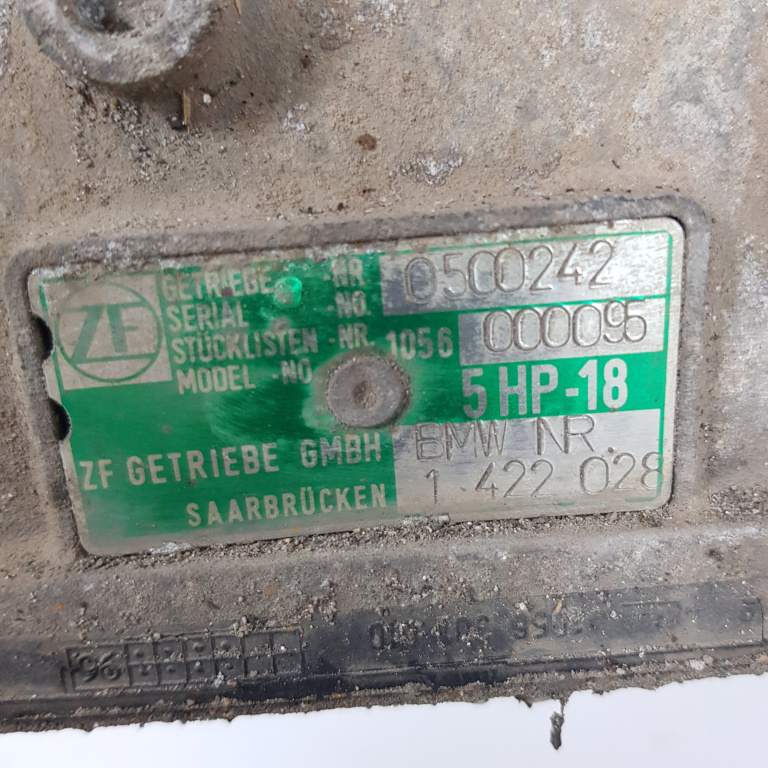 ZF
GETRIEBE -NR. 0500242
SERIAL -NO.
STÜCKLISTEN -NR. 1056 000095
MODEL -NO 5 HP-18
ZF GETRIEBE GMBH BMW NR.
SAARBRÜCKEN 1 422 028
96